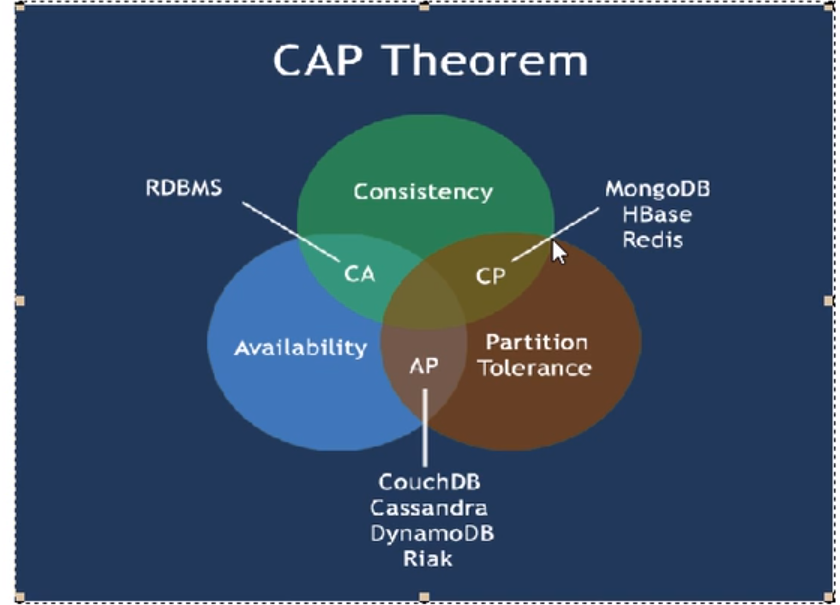 CAP Theorem
RDBMS
Consistency
MongoDB
HBase
Redis
CA
CP
Availability
Partition
Tolerance
AP
CouchDB
Cassandra
DynamoDB
Riak